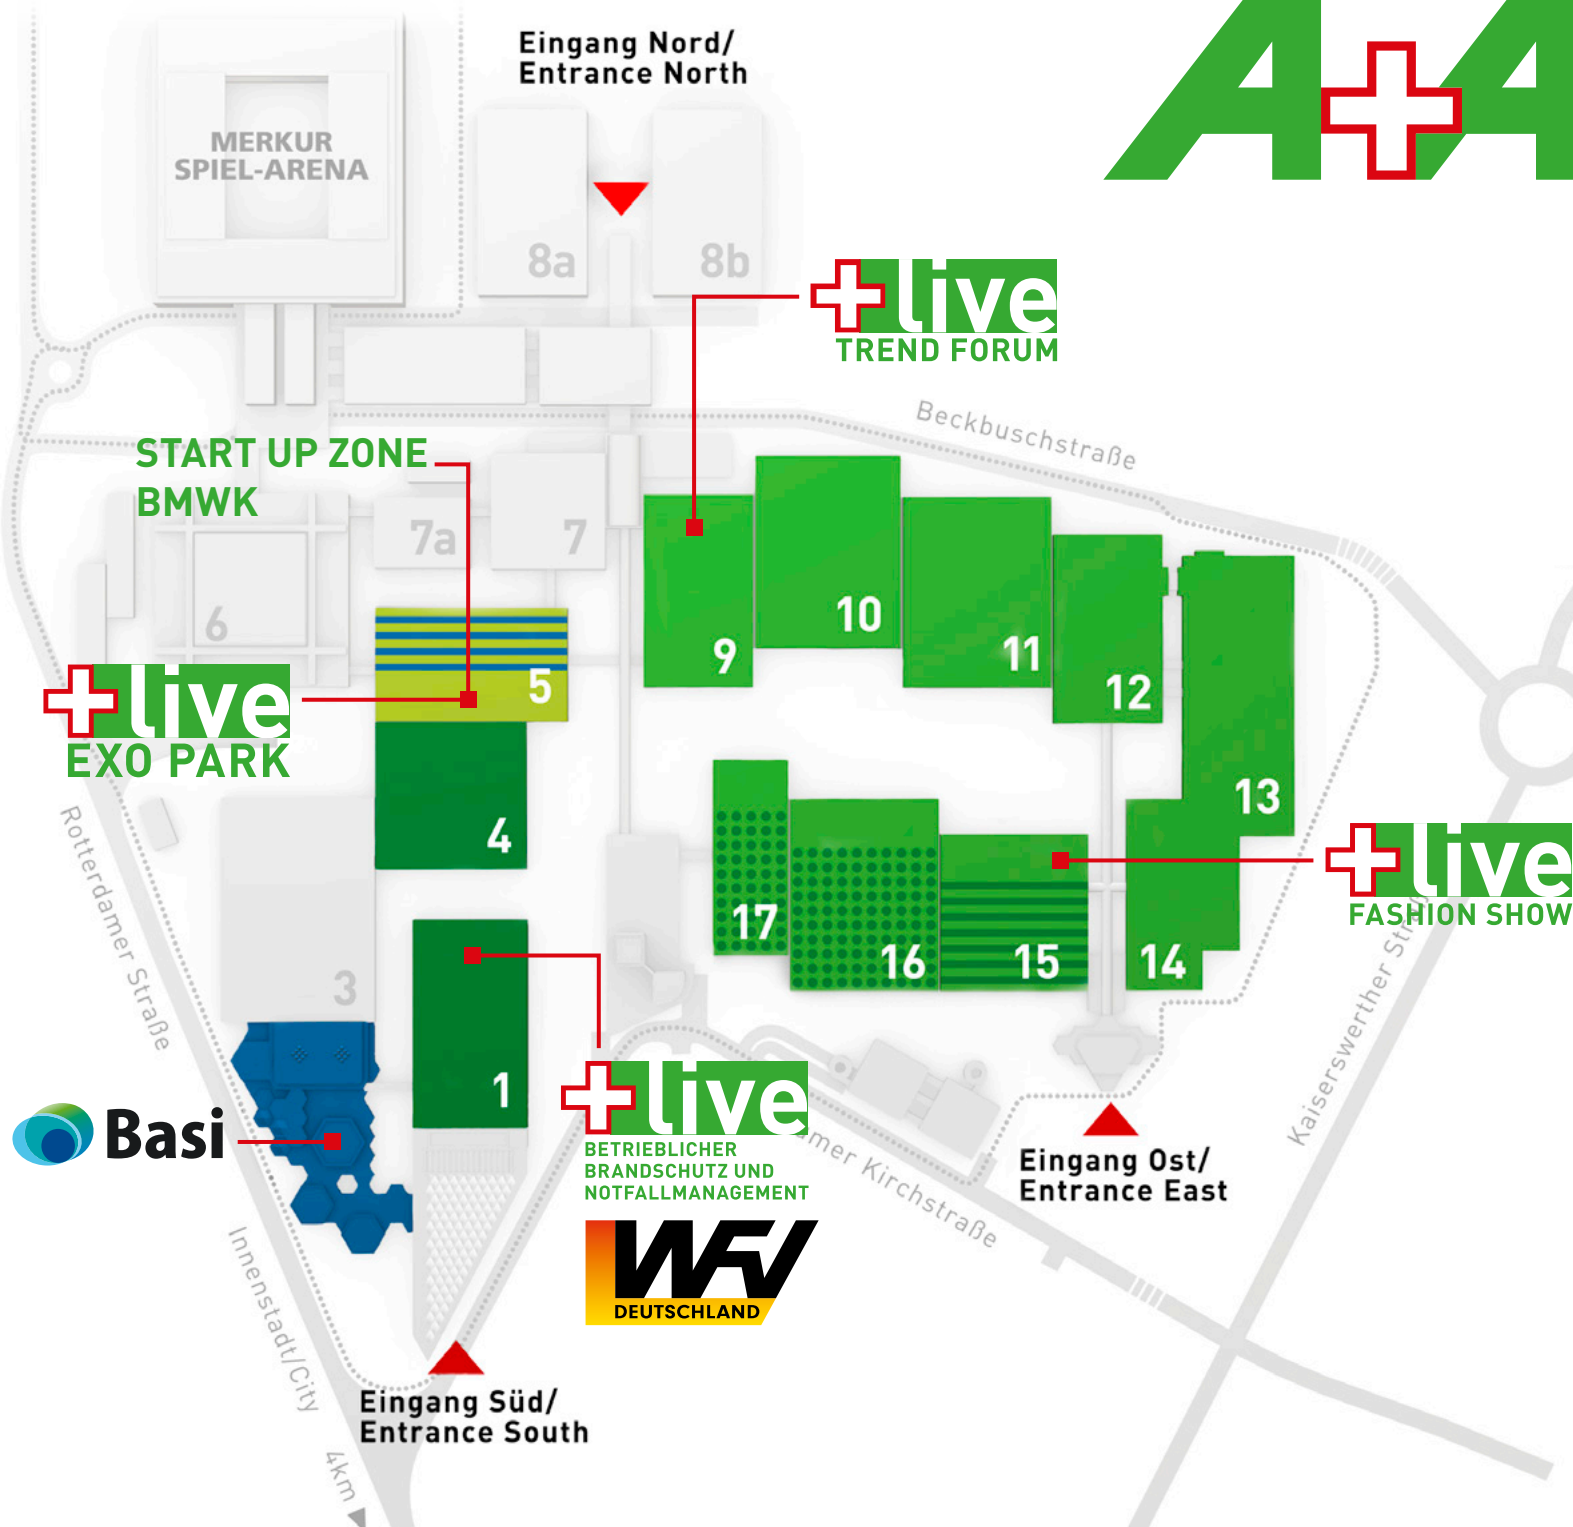 Eingang Nord/
Entrance North
A+A
MERKUR
SPIEL-ARENA
8a
8b
+live
TREND FORUM
Beckbuschstraße
START UP ZONE
BMWK
7a
7
6
9
10
11
12
13
5
+live
EXO PARK
4
17
16
15
14
+live
FASHION SHOW
Rotterdamer Straße
3
1
Basi
+live
BETRIEBLICHER
BRANDSCHUTZ UND
NOTFALLMANAGEMENT
WFV
DEUTSCHLAND
Kirchstraße
Kaiserswerther
Eingang Ost/
Entrance East
Innenstadt/City
4km
Eingang Süd/
Entrance South